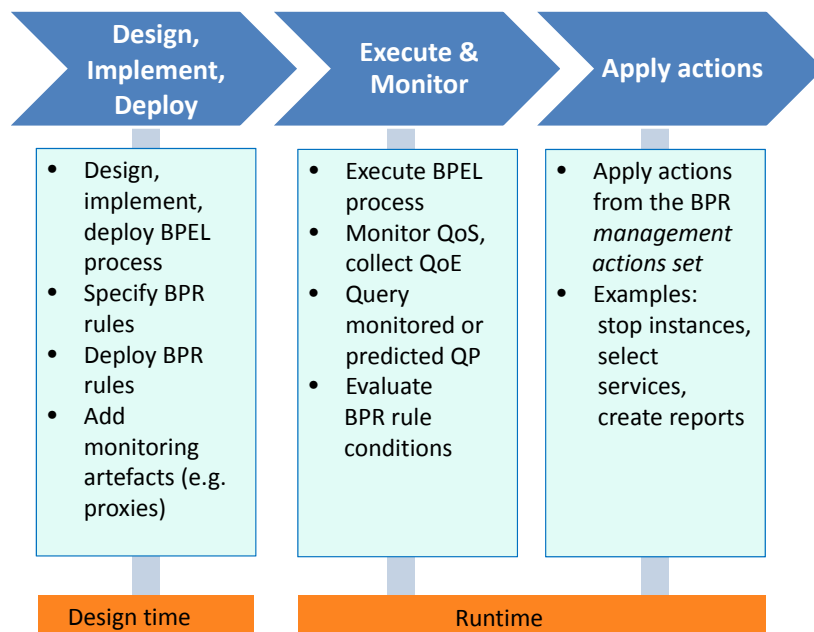 Design,
Implement,
Deploy
Execute &
Monitor
Apply actions
• Design,
implement,
deploy BPEL
process
• Specify BPR
rules
• Deploy BPR
rules
• Add
monitoring
artefacts (e.g.
proxies)
• Execute BPEL
process
• Monitor QoS,
collect QoE
• Query
monitored or
predicted QP
• Evaluate
BPR rule
conditions
• Apply actions
from the BPR
management
actions set
• Examples:
stop instances,
select
services,
create reports
Design time
Runtime